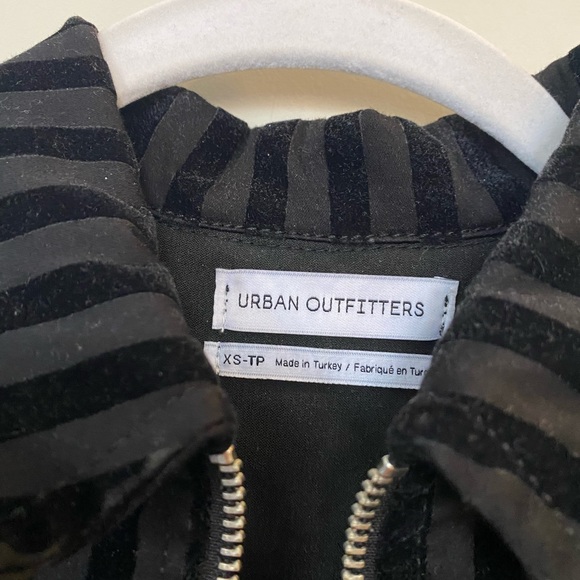 URBAN OUTFITTERS
XS-TP Made in Turkey / Fabriqué en